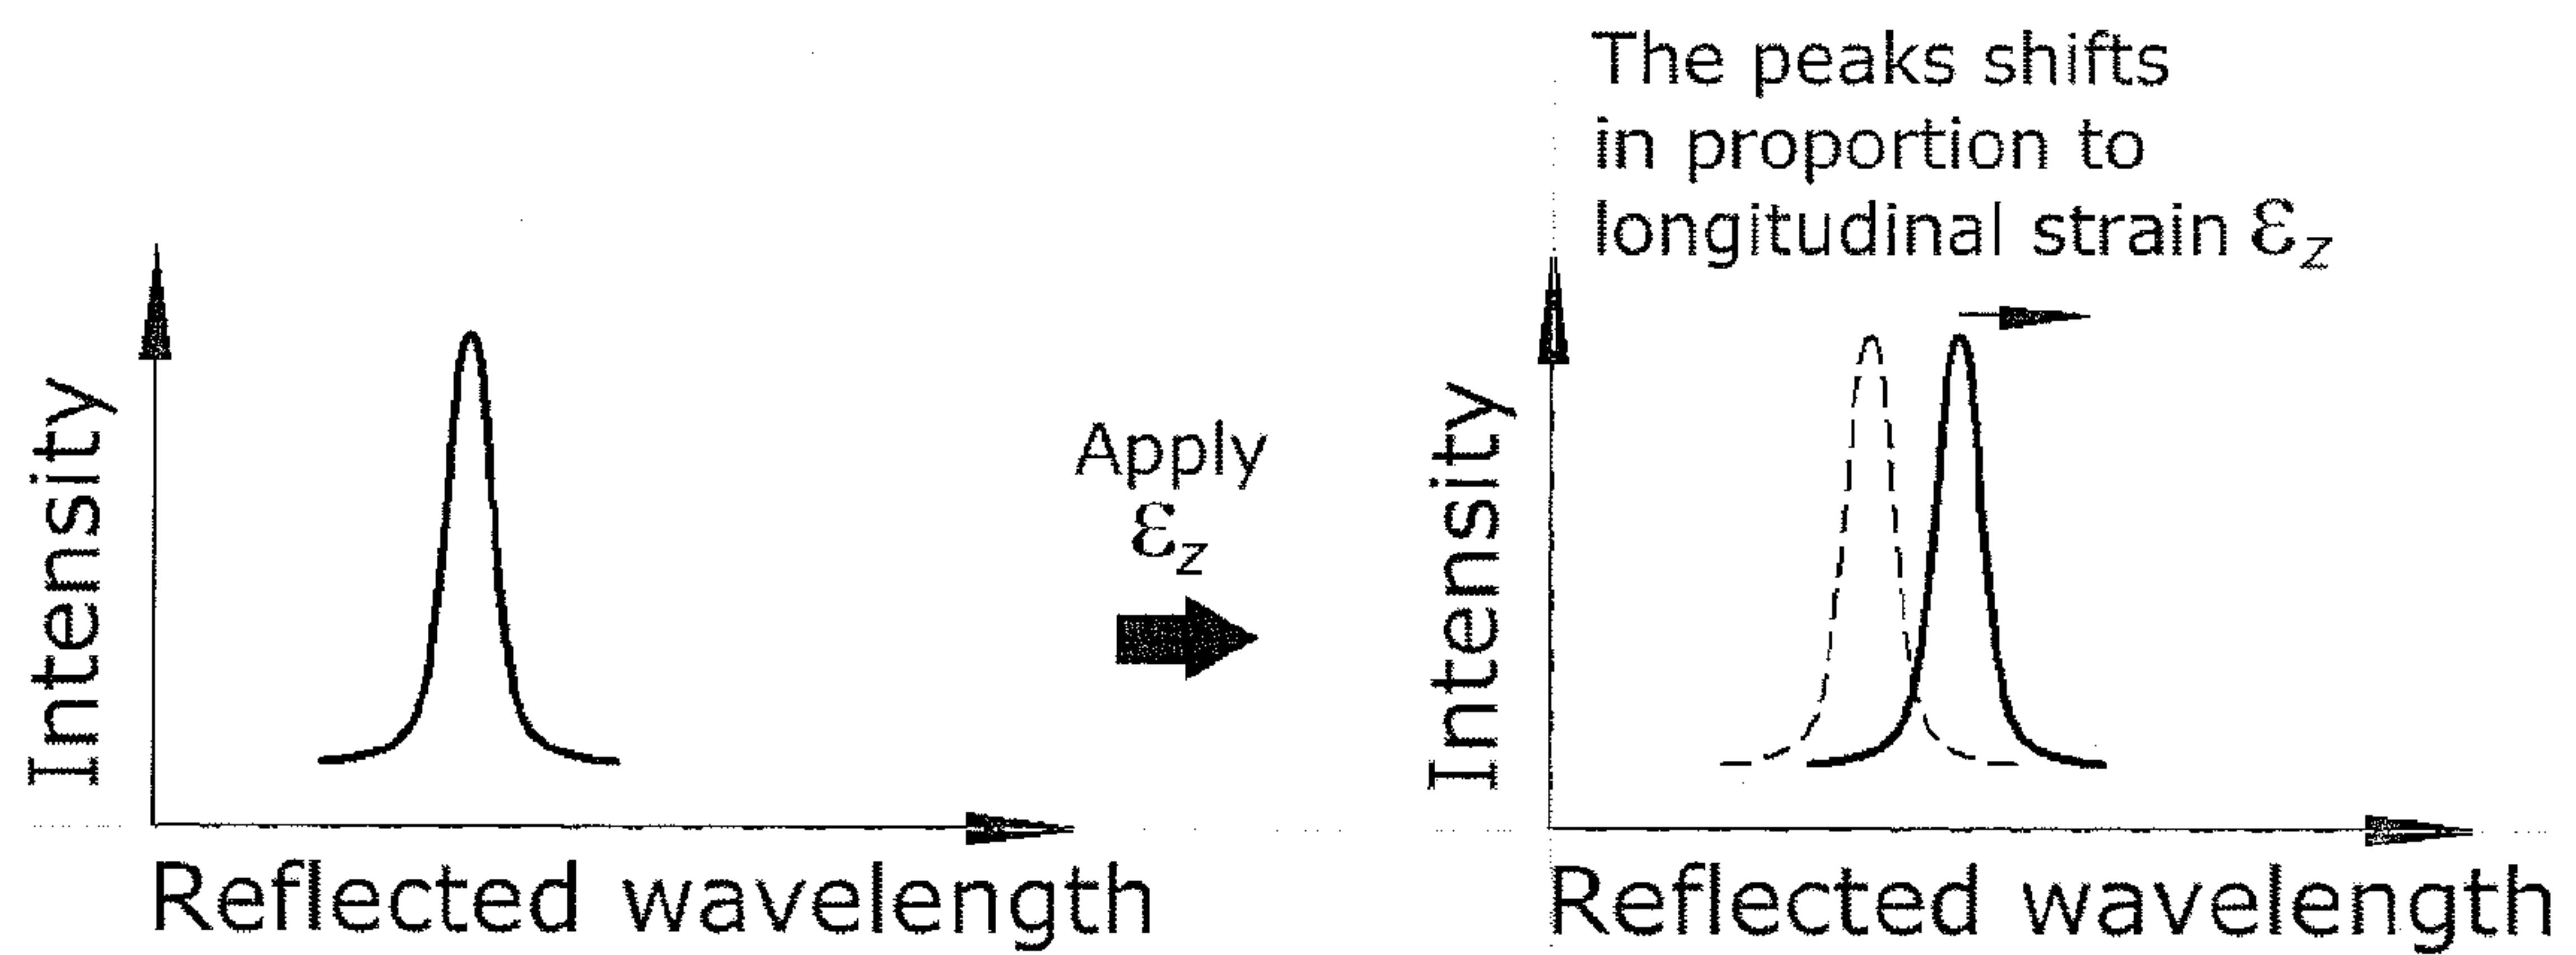 Intensity
Reflected wavelength
Apply
εz
The peaks shifts
in proportion to
longitudinal strain εz
Intensity
Reflected wavelength